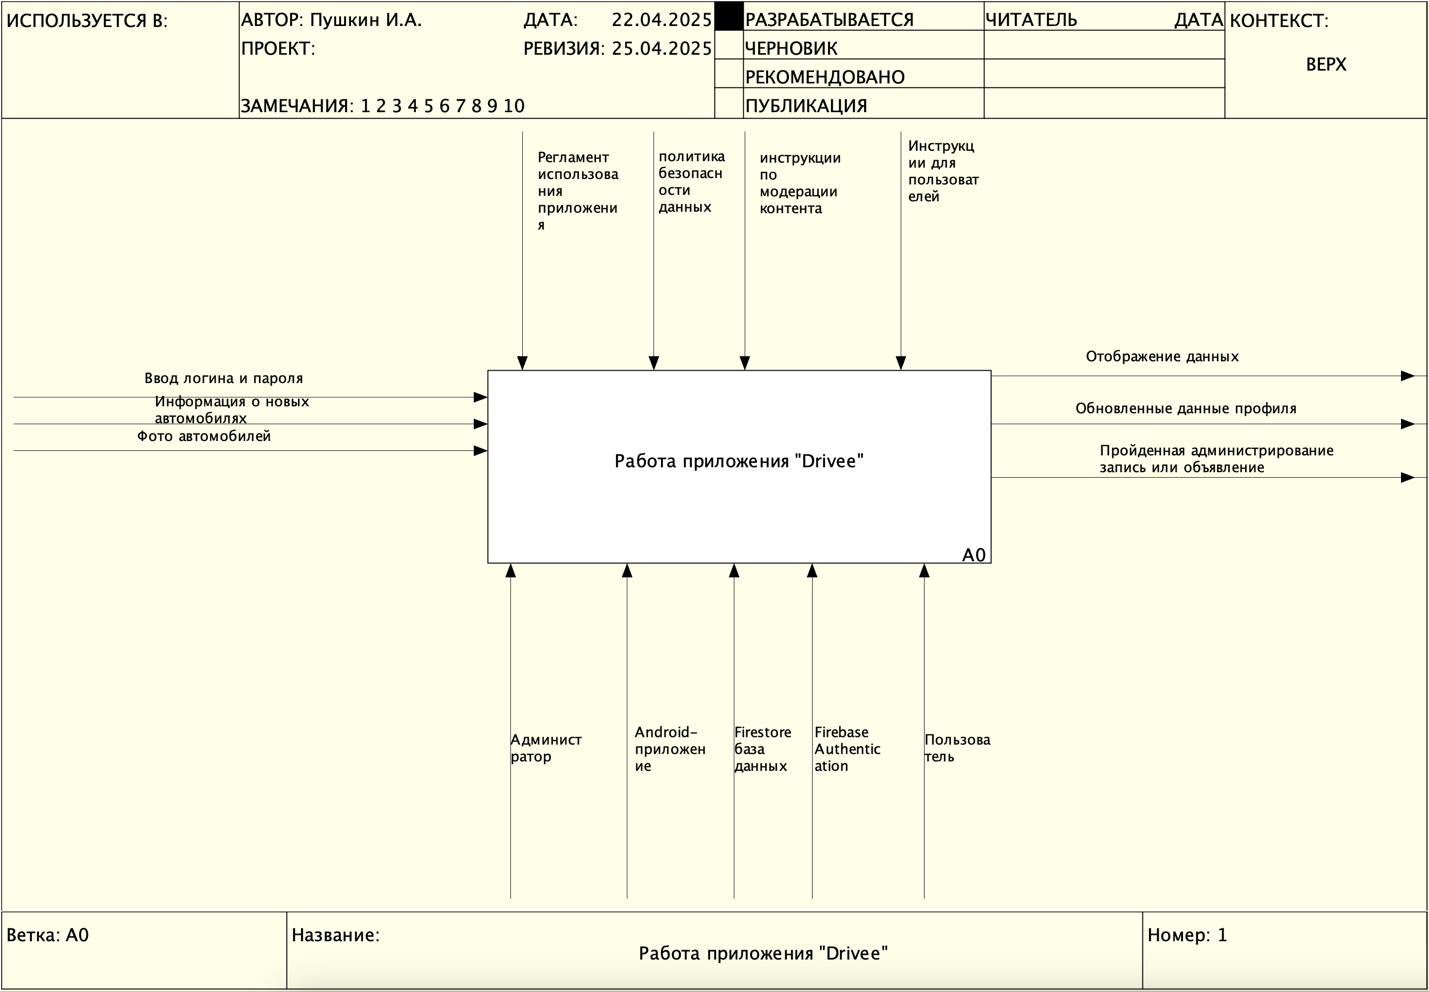 ИСПОЛЬЗУЕТСЯ В:
АВТОР: Пушкин И.А.
ДАТА: 22.04.2025
РАЗРАБАТЫВАЕТСЯ
ЧИТАТЕЛЬ
ДАТА
КОНТЕКСТ:
ПРОЕКТ:
РЕВИЗИЯ: 25.04.2025
ЧЕРНОВИК
ВЕРХ
РЕКОМЕНДОВАНО
ЗАМЕЧАНИЯ: 1 2 3 4 5 6 7 8 9 10
ПУБЛИКАЦИЯ
Регламент
использова
ния
приложени
я
политика
безопасн
ости
данных
инструкции
по
модерации
контента
Инструкц
ии для
пользоват
елей
Ввод логина и пароля
Информация о новых
автомобилях
Фото автомобилей
Работа приложения "Drivee"
A0
Отображение данных
Обновленные данные профиля
Пройденная администрирование
запись или объявление
Админист
ратор
Android-
приложен
ие
Firestore
база
данных
Firebase
Authentic
ation
Пользова
тель
Ветка: A0
Название:
Работа приложения "Drivee"
Номер: 1